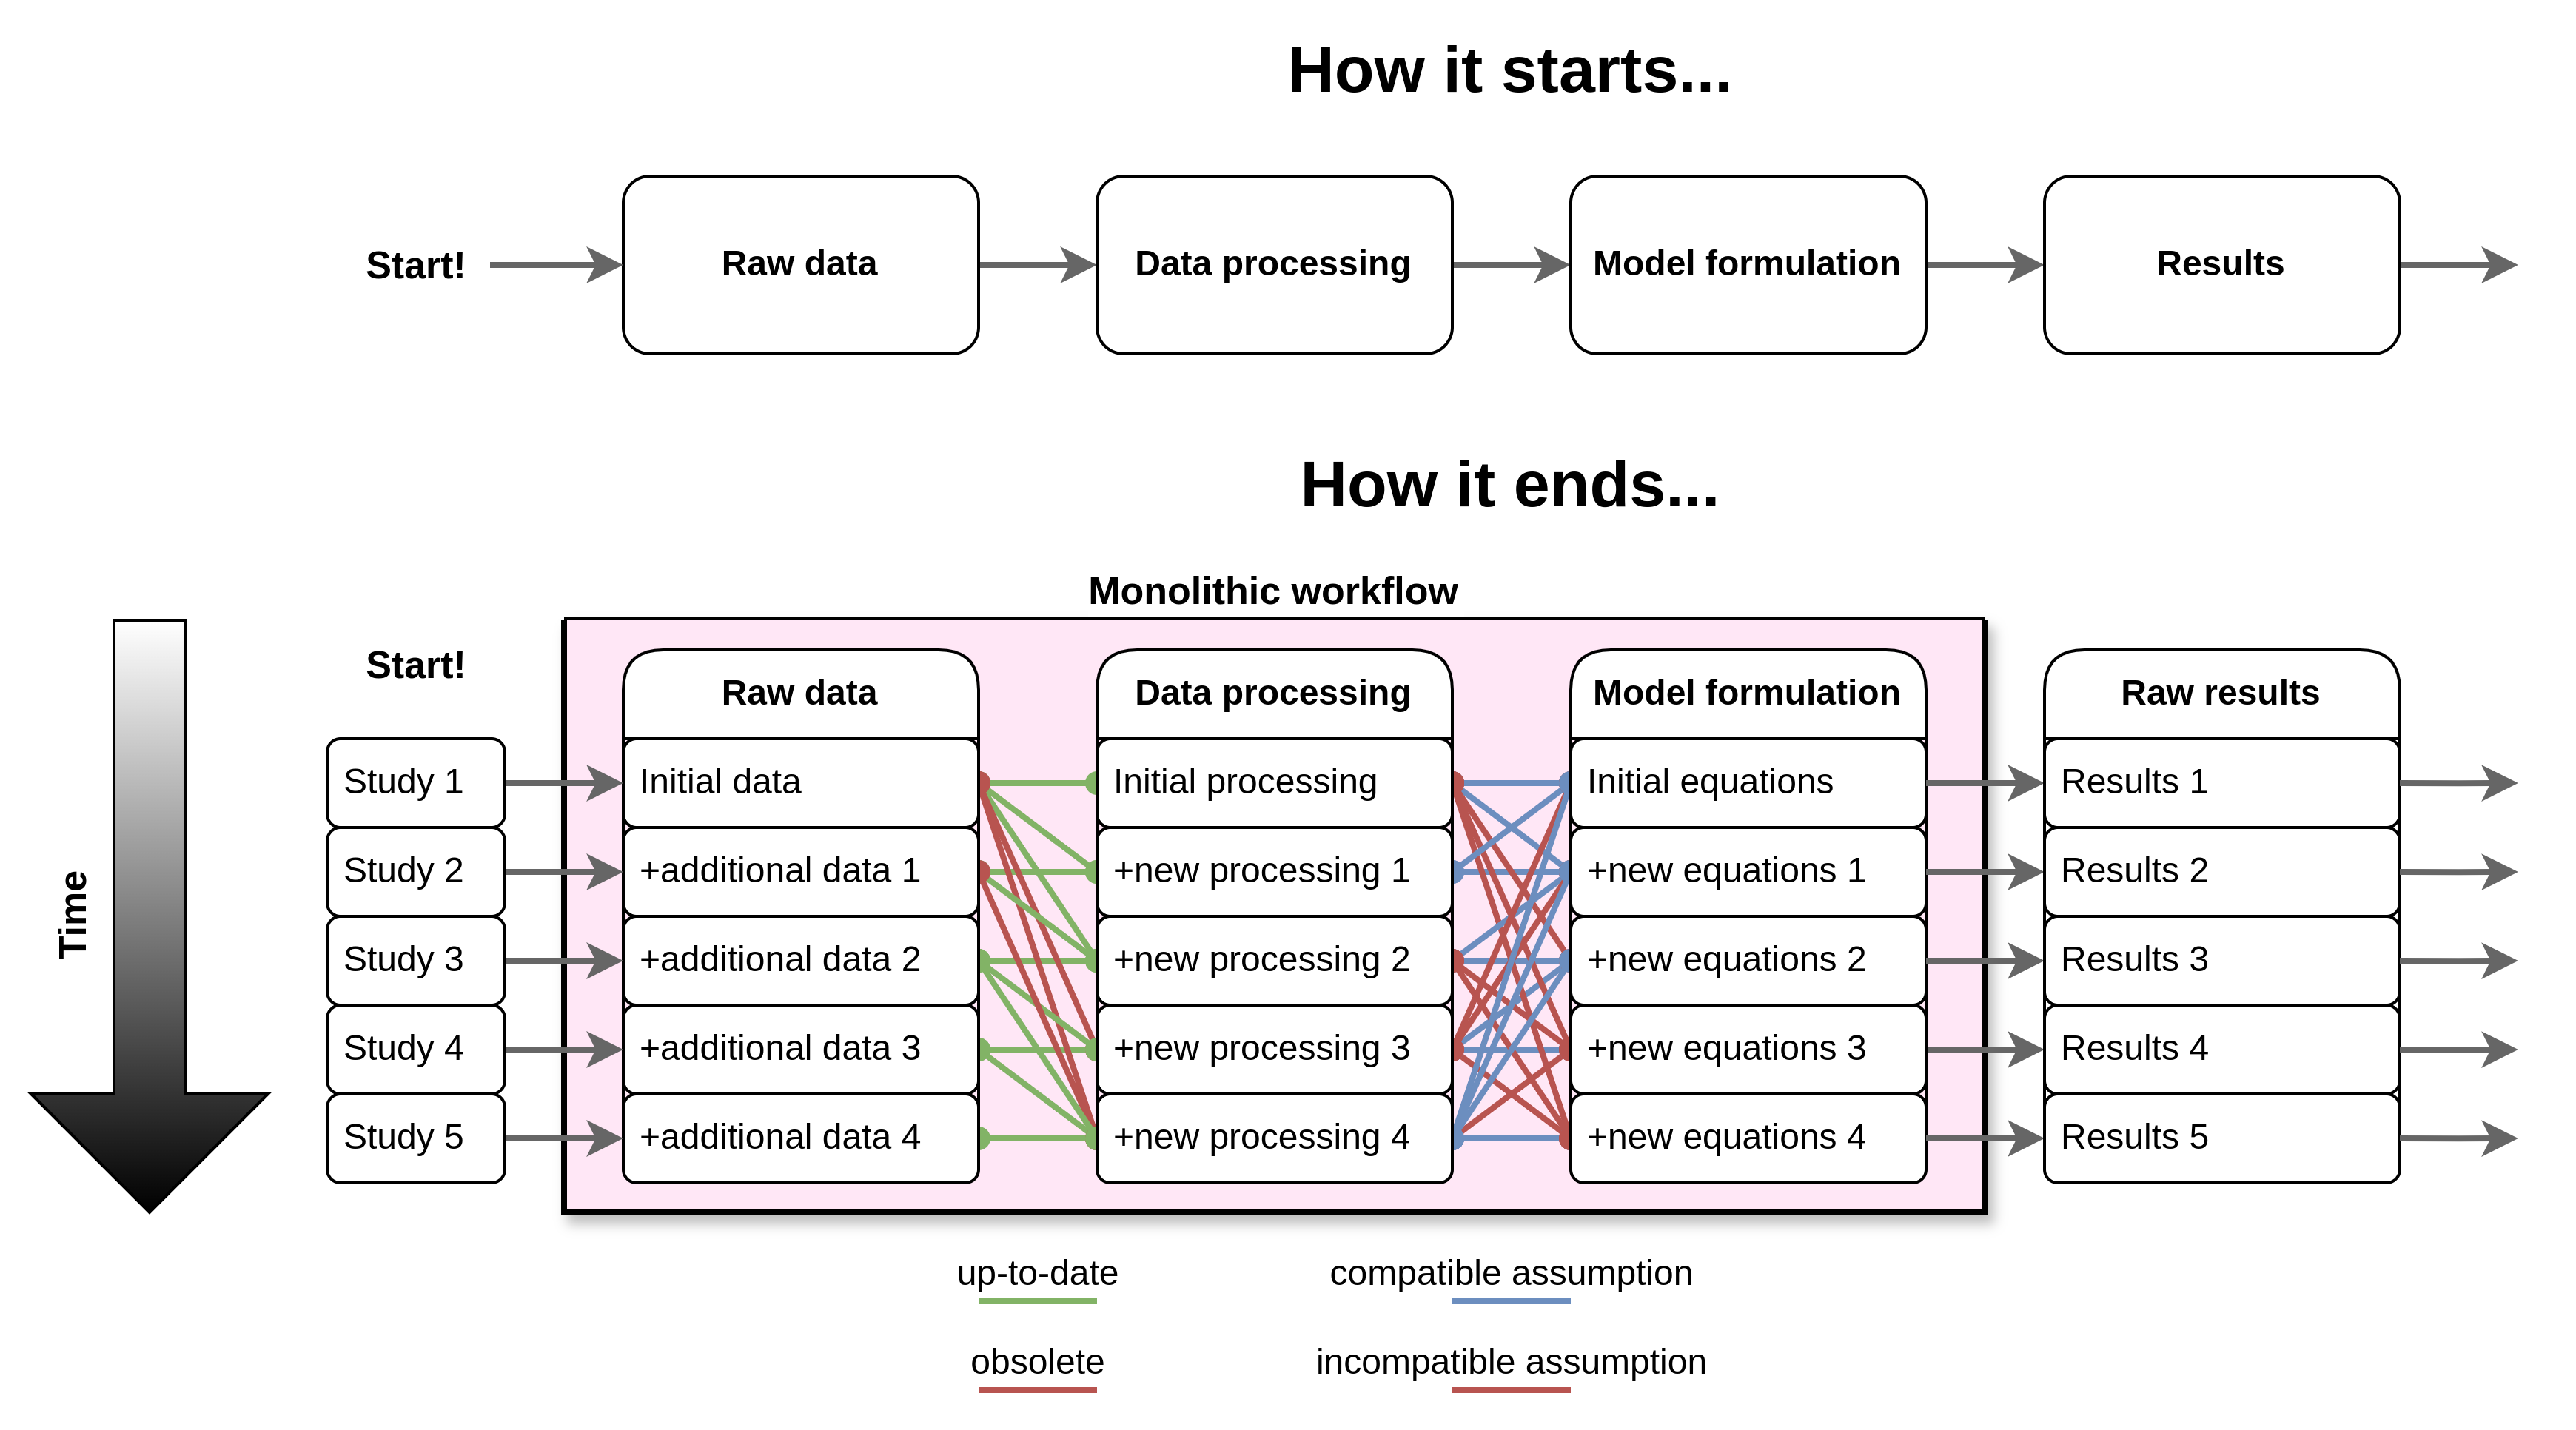 How it starts...
Start!
Raw data
Data processing
Model formulation
Results
How it ends...
Monolithic workflow
Time
Start!
Raw data
Data processing
Model formulation
Raw results
Study 1
Initial data
Initial processing
Initial equations
Results 1
Study 2
+additional data 1
+new processing 1
+new equations 1
Results 2
Study 3
+additional data 2
+new processing 2
+new equations 2
Results 3
Study 4
+additional data 3
+new processing 3
+new equations 3
Results 4
Study 5
+additional data 4
+new processing 4
+new equations 4
Results 5
up-to-date
compatible assumption
obsolete
incompatible assumption